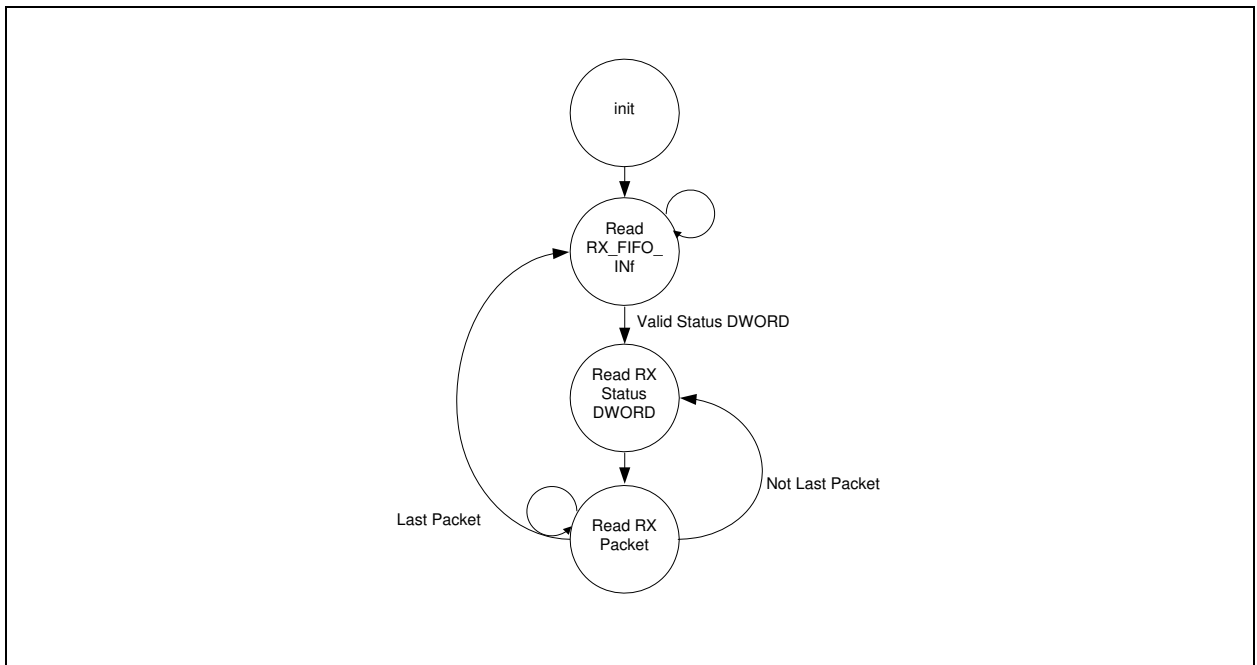 init
Read
RX_FIFO_
INf
Valid Status DWORD
Read RX
Status
DWORD
Not Last Packet
Last Packet
Read RX
Packet